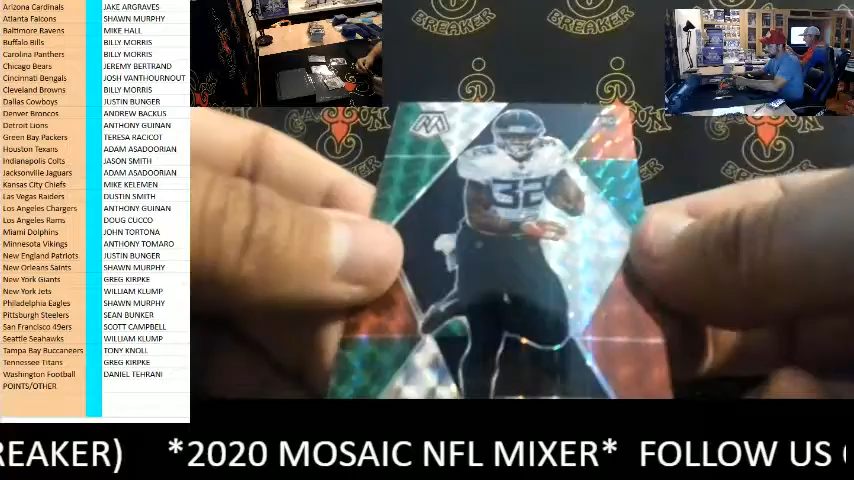 Arizona Cardinals JAKE ARGRAVES
Atlanta Falcons SHAWN MURPHY
Baltimore Ravens MIKE HALL
Buffalo Bills BILLY MORRIS
Carolina Panthers BILLY MORRIS
Chicago Bears JEREMY BERTRAND
Cincinnati Bengals JOSH VANTHOURNOUT
Cleveland Browns BILLY MORRIS
Dallas Cowboys JUSTIN BUNGER
Denver Broncos ANDREW BACKUS
Detroit Lions ANTHONY GUINAN
Green Bay Packers TERESA RACICOT
Houston Texans ADAM ASADOORIAN
Indianapolis Colts JASON SMITH
Jacksonville Jaguars ADAM ASADOORIAN
Kansas City Chiefs MIKE KELEMEN
Las Vegas Raiders DUSTIN SMITH
Los Angeles Chargers ANTHONY GUINAN
Los Angeles Rams DOUG CUCCO
Miami Dolphins JOHN TORTONA
Minnesota Vikings ANTHONY TOMARO
New England Patriots JUSTIN BUNGER
New Orleans Saints SHAWN MURPHY
New York Giants GREG KIRPKE
New York Jets WILLIAM KLUMP
Philadelphia Eagles SHAWN MURPHY
Pittsburgh Steelers SEAN BUNKER
San Francisco 49ers SCOTT CAMPBELL
Seattle Seahawks WILLIAM KLUMP
Tampa Bay Buccaneers TONY KNOLL
Tennessee Titans GREG KIRPKE
Washington Football DANIEL TEHRANI
POINTS/OTHER
BREAKER
BREAKER
BREAKER
BREAKER
32
REAKER) *2020 MOSAIC NFL MIXER* FOLLOW US